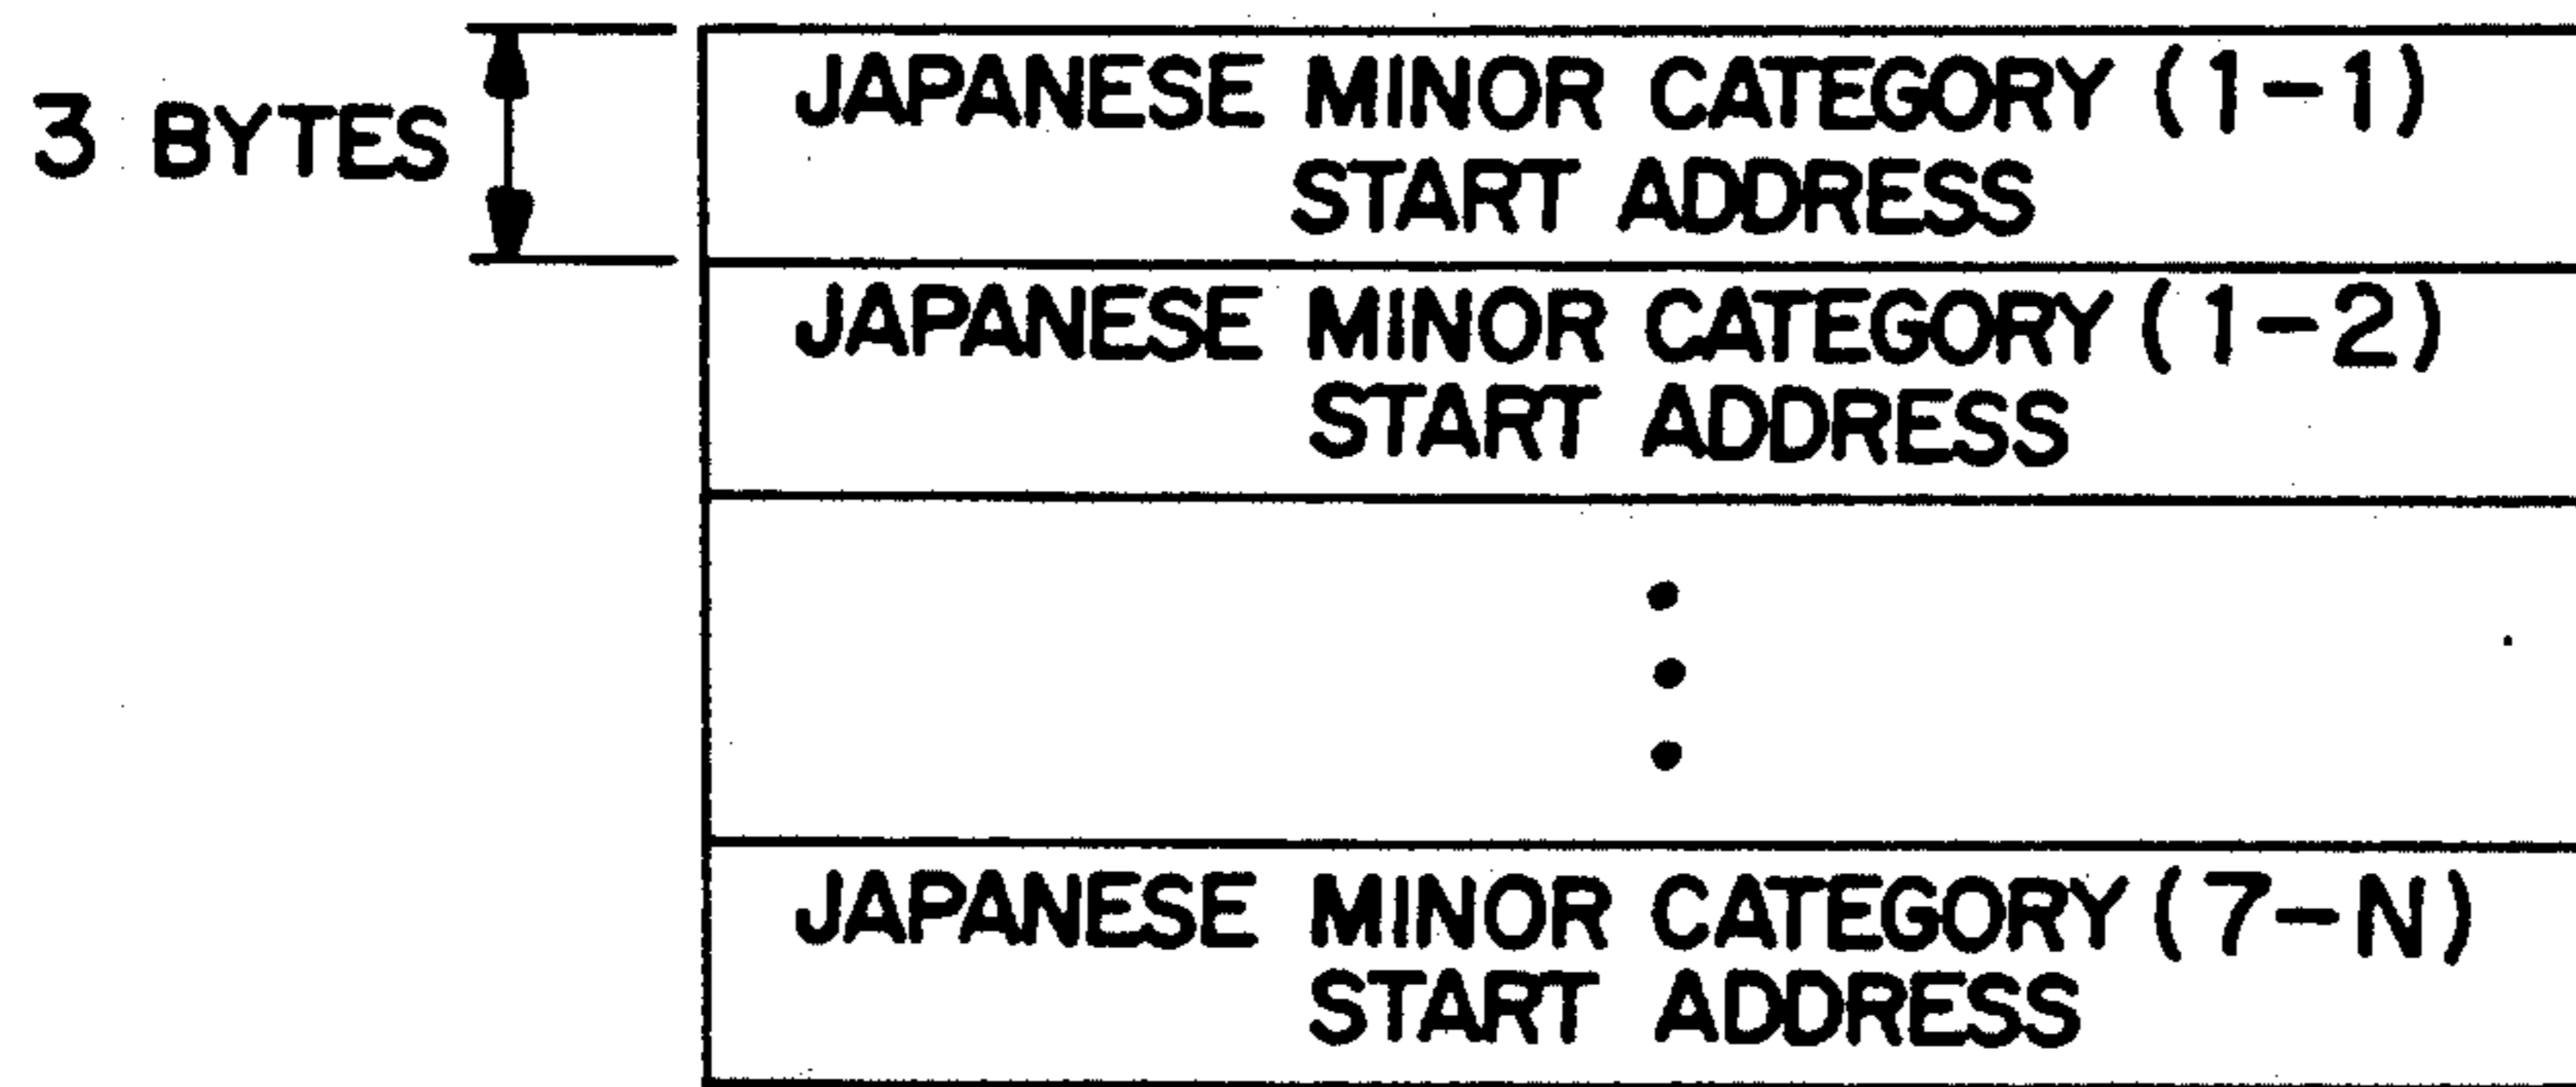 3 BYTES
JAPANESE MINOR CATEGORY (1-1)
START ADDRESS
JAPANESE MINOR CATEGORY (1-2)
START ADDRESS
JAPANESE MINOR CATEGORY (7-N)
START ADDRESS